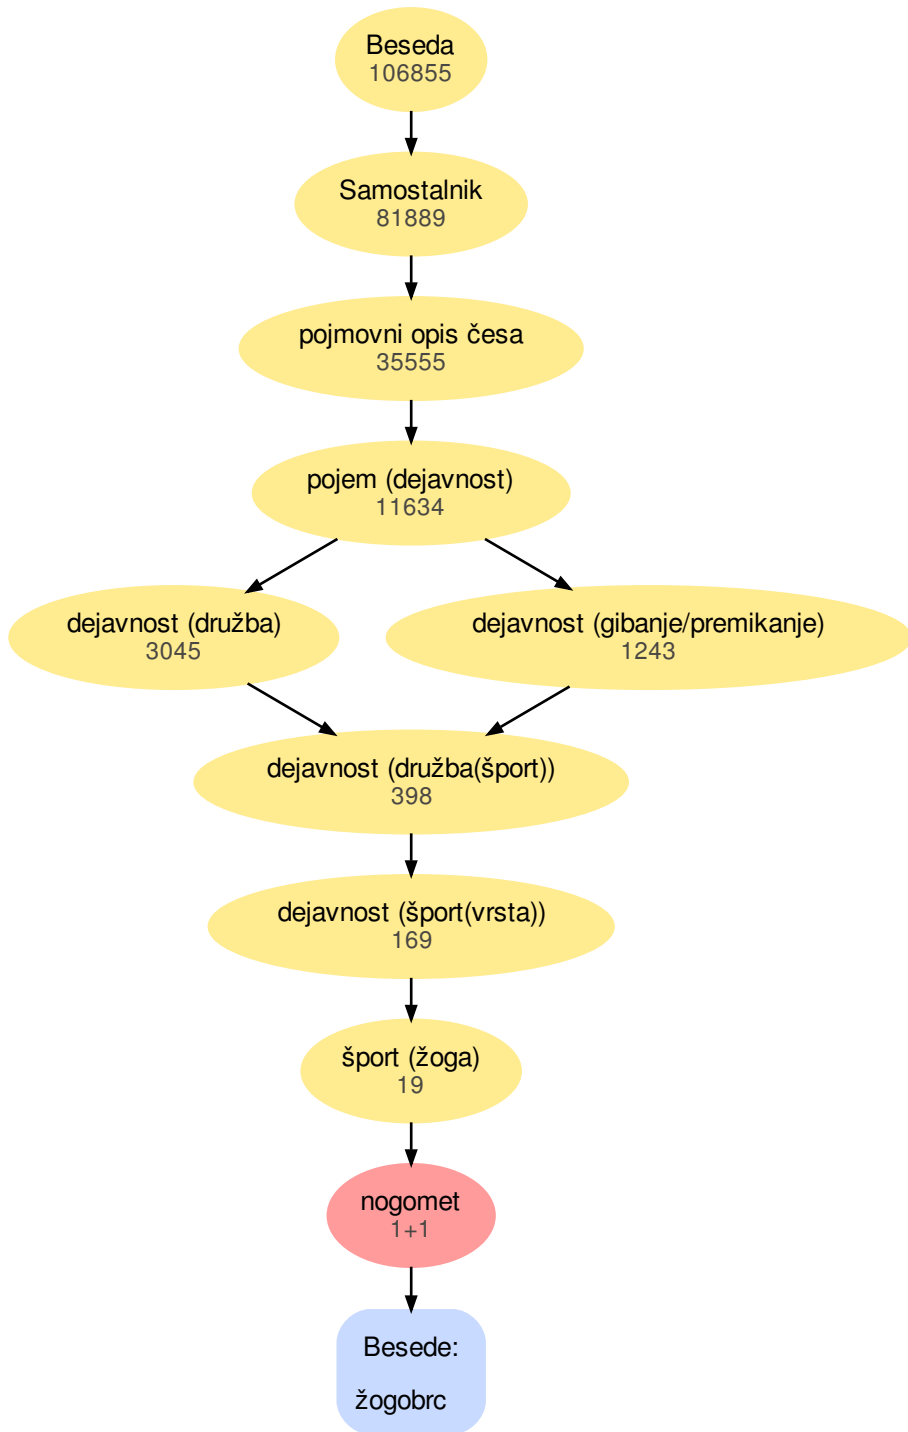 Beseda
106855
Samostalnik
81889
pojmovni opis česa
35555
pojem (dejavnost)
11634
dejavnost (družba)
3045
dejavnost (gibanje/premikanje)
1243
dejavnost (družba(šport))
398
dejavnost (šport(vrsta))
169
šport (žoga)
19
nogomet
1+1
Besede:
žogobrc